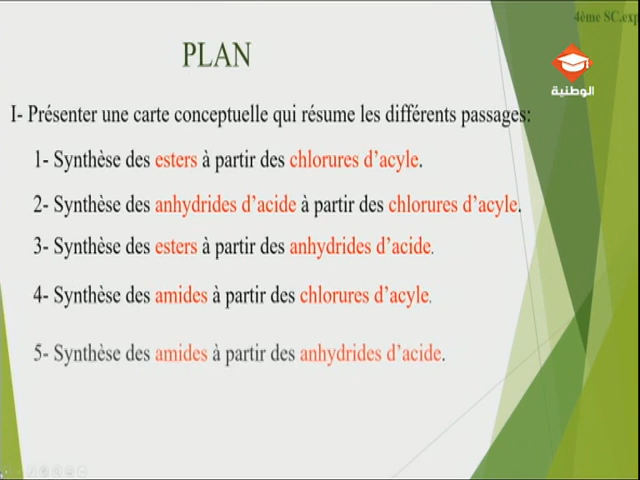 4ème SC.exp
PLAN
الوطنية
I- Présenter une carte conceptuelle qui résume les différents passages:
1- Synthèse des esters à partir des chlorures d’acyle.
2- Synthèse des anhydrides d’acide à partir des chlorures d’acyle.
3- Synthèse des esters à partir des anhydrides d’acide.
4- Synthèse des amides à partir des chlorures d’acyle.
5- Synthèse des amides à partir des anhydrides d’acide.